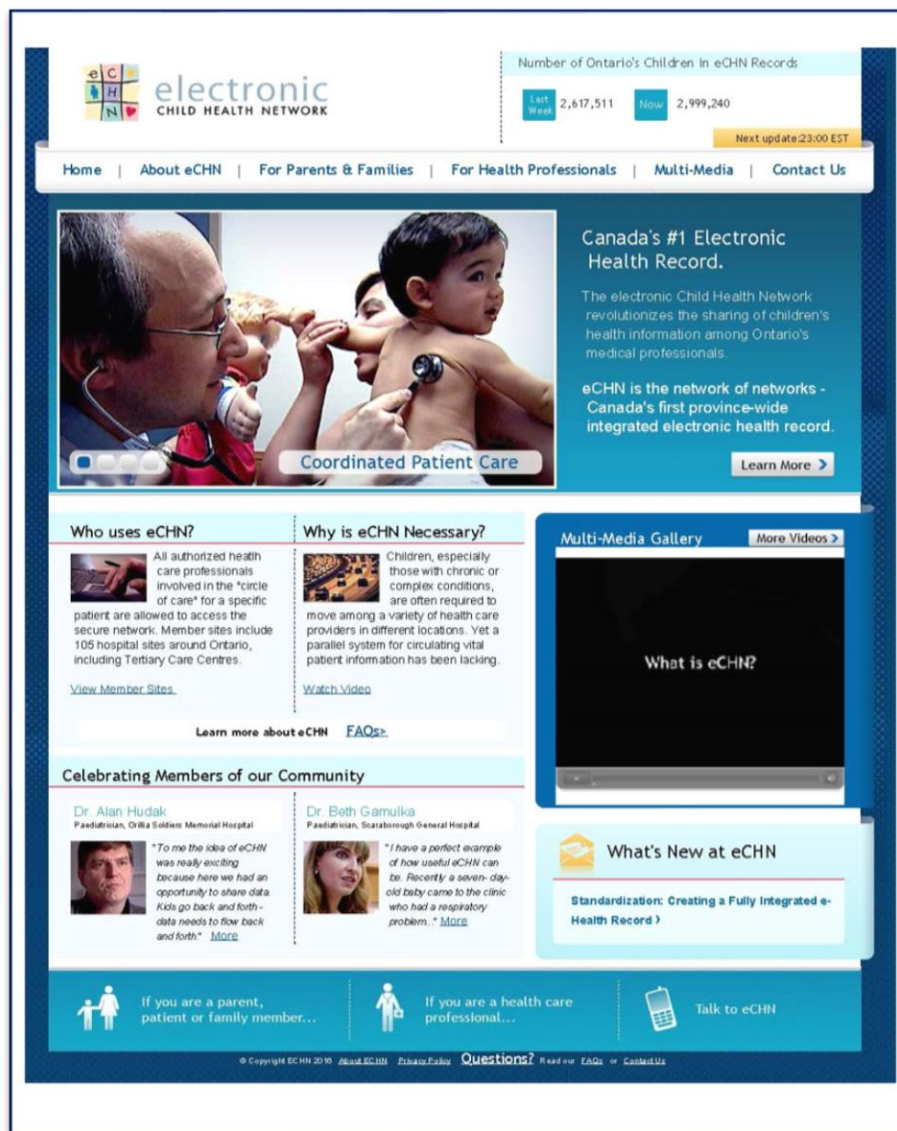 e C
H
N
electronic
CHILD HEALTH NETWORK
Number of Ontario's Children in eCHN Records
Last Week 2,617,511 Now 2,999,240
Next update:23:00 EST
Home | About eCHN | For Parents & Families | For Health Professionals | Multi-Media | Contact Us
Canada's #1 Electronic
Health Record.
The electronic Child Health Network
revolutionizes the sharing of children's
health information among Ontario's
medical professionals.
eCHN is the network of networks -
Canada's first province-wide
integrated electronic health record.
Learn More >
Coordinated Patient Care
Who uses eCHN?
All authorized health
care professionals
involved in the "circle
of care" for a specific
patient are allowed to access the
secure network. Member sites include
105 hospital sites around Ontario,
including Tertiary Care Centres.
View Member Sites
Why is eCHN Necessary?
Children, especially
those with chronic or
complex conditions,
are often required to
move among a variety of health care
providers in different locations. Yet a
parallel system for circulating vital
patient information has been lacking.
Watch Video
Learn more about eCHN FAQs>
Multi-Media Gallery
More Videos >
What is eCHN?
Celebrating Members of our Community
Dr. Alan Hudak
Paediatrician, Orillia Soldiers Memorial Hospital
"To me the idea of eCHN
was really exciting
because here we had an
opportunity to share data.
Kids go back and forth -
data needs to flow back
and forth." More
Dr. Beth Gamulka
Paediatrician, Scaraborough General Hospital
"I have a perfect example
of how useful eCHN can
be. Recently a seven- day-
old baby came to the clinic
who had a respiratory
problem..." More
What's New at eCHN
Standardization: Creating a Fully Integrated e-
Health Record >
If you are a parent,
patient or family member...
If you are a health care
professional...
Talk to eCHN
© Copyright ECHN 2016 About ECHN Privacy Policy Questions? Read our FAQs or Contact Us